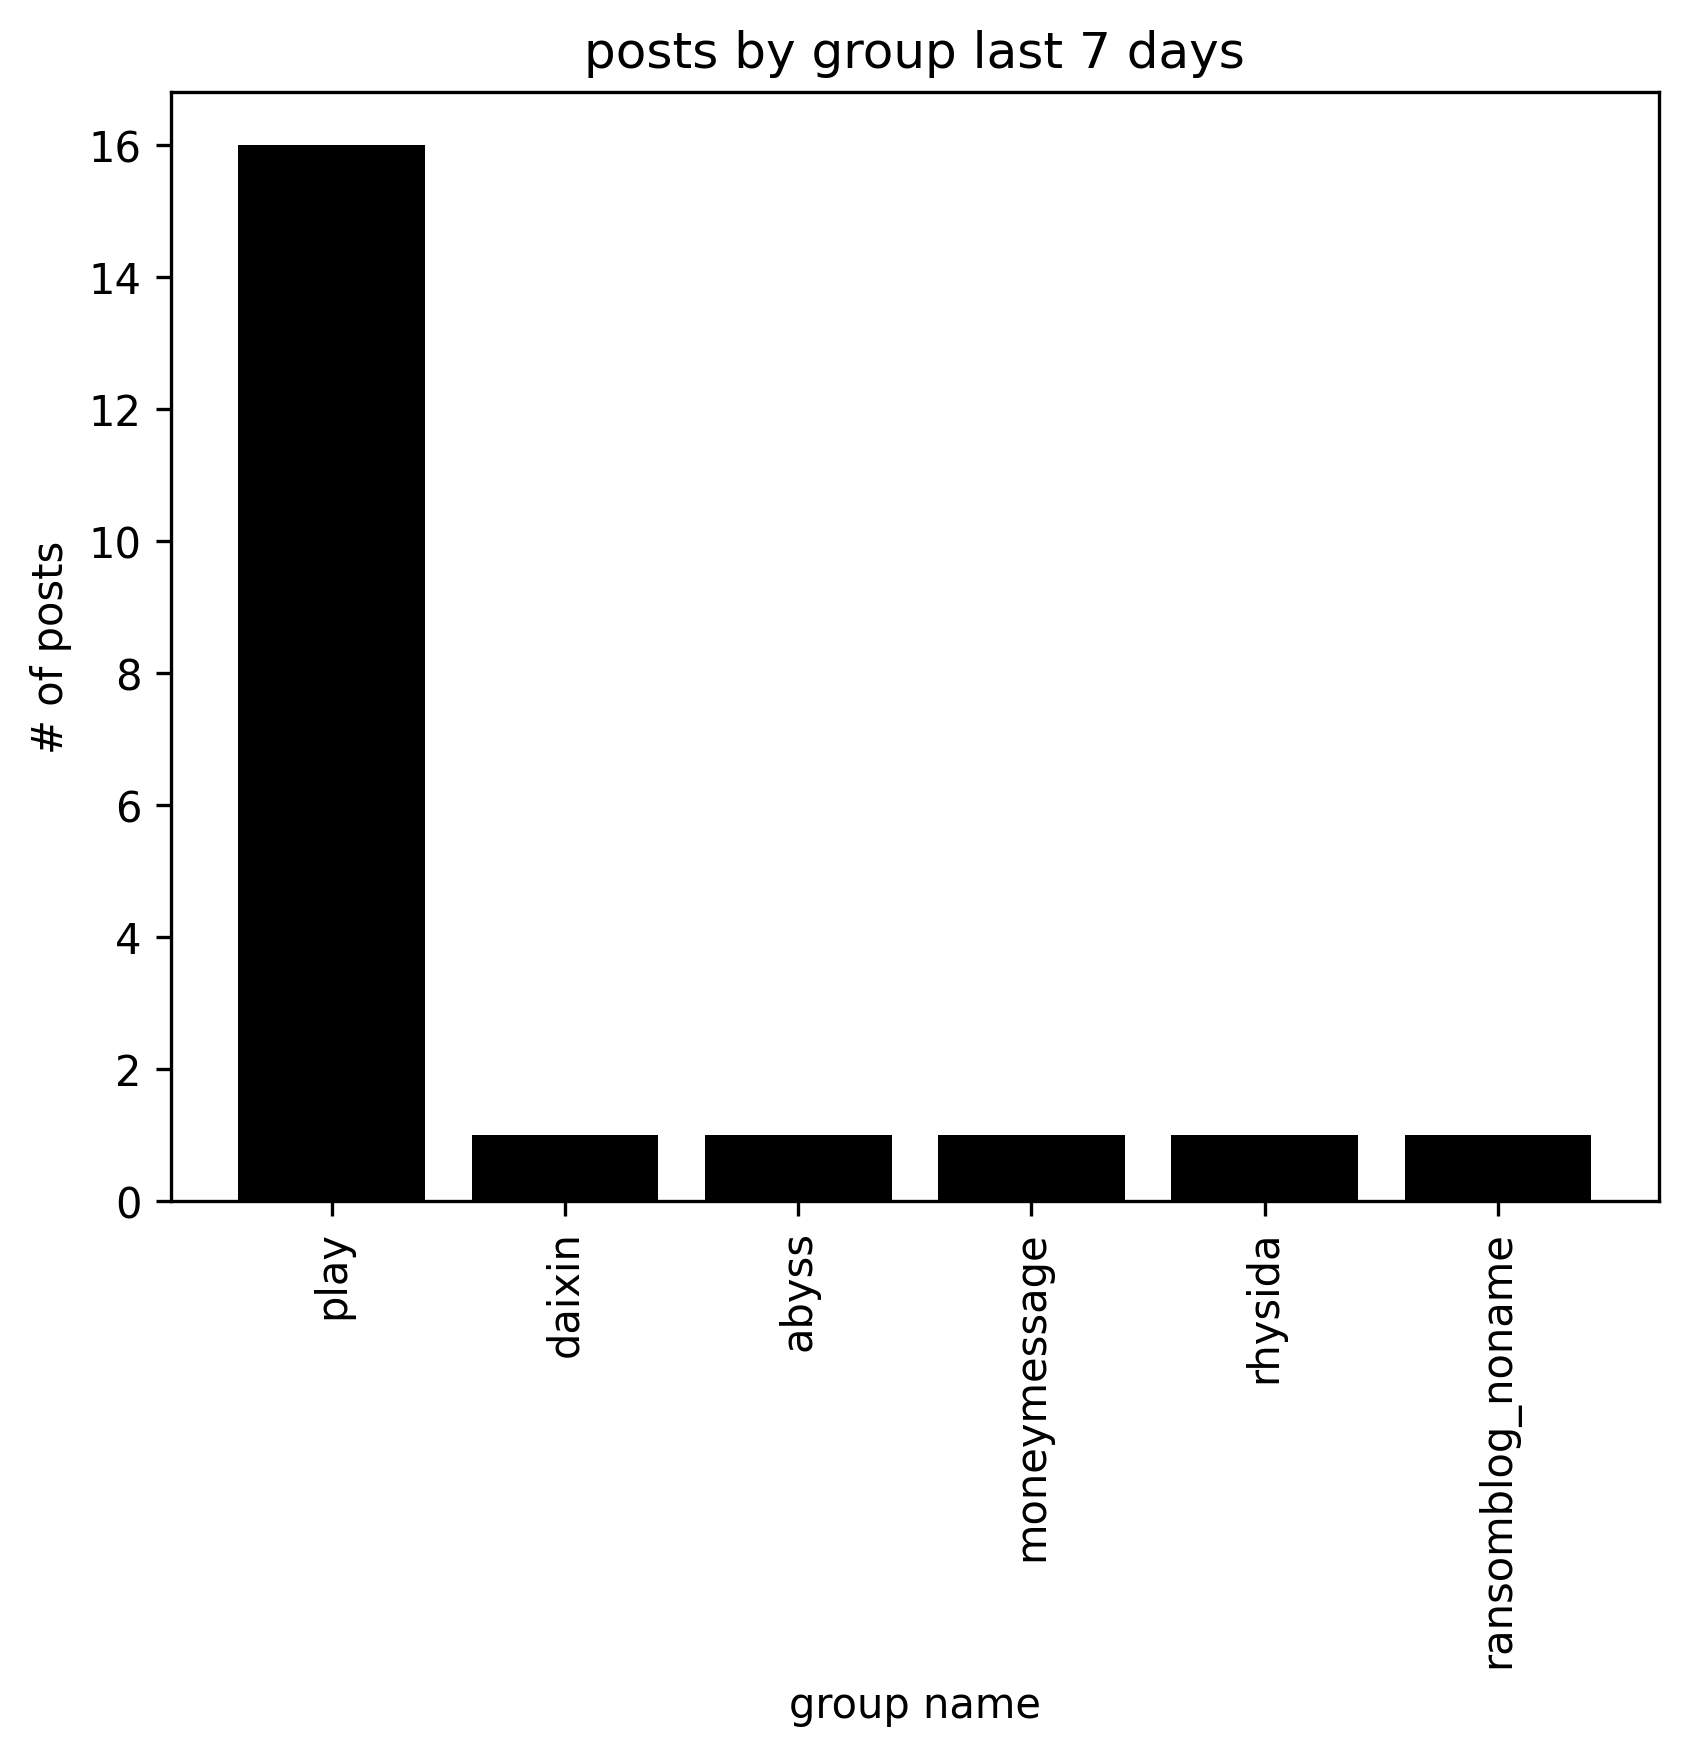 posts by group last 7 days
# of posts
16
14
12
10
8
6
4
2
0
play
daixin
abyss
moneymessage
rhysida
ransomblog_noname
group name